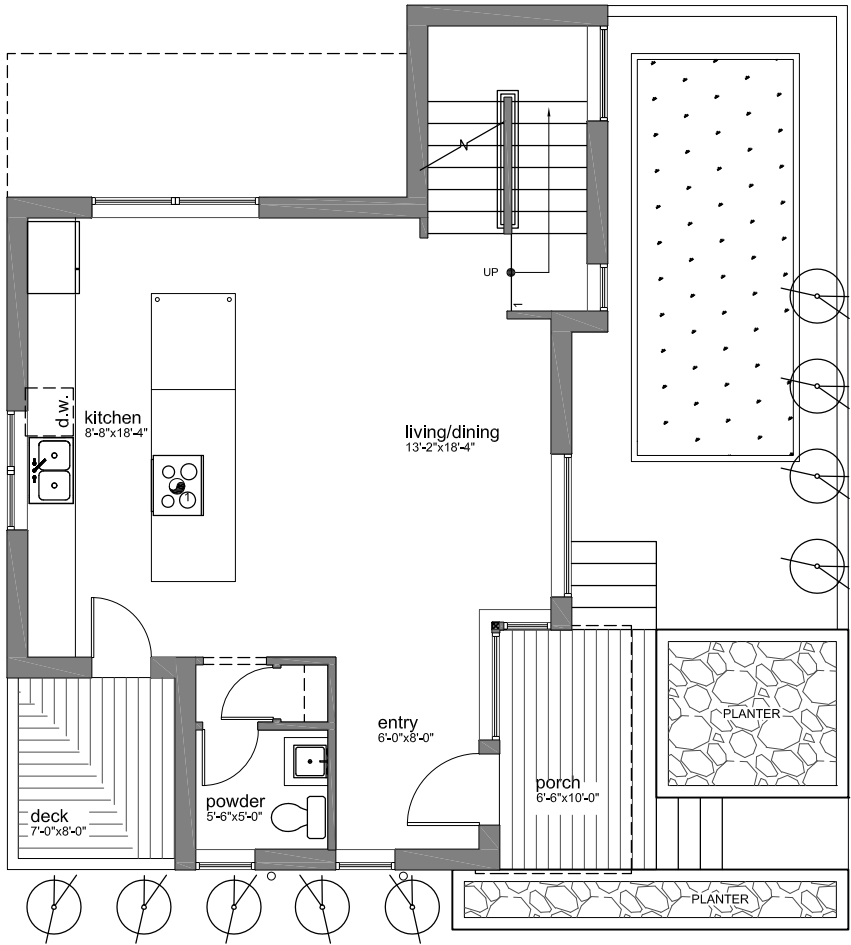 UP
1
d.w.
kitchen
8'-8"x18'-4"
living/dining
13'-2"x18'-4"
1
entry
6'-0"x8'-0"
PLANTER
porch
6'-6"x10'-0"
powder
5'-6"x5'-0"
deck
7'-0"x8'-0"
PLANTER